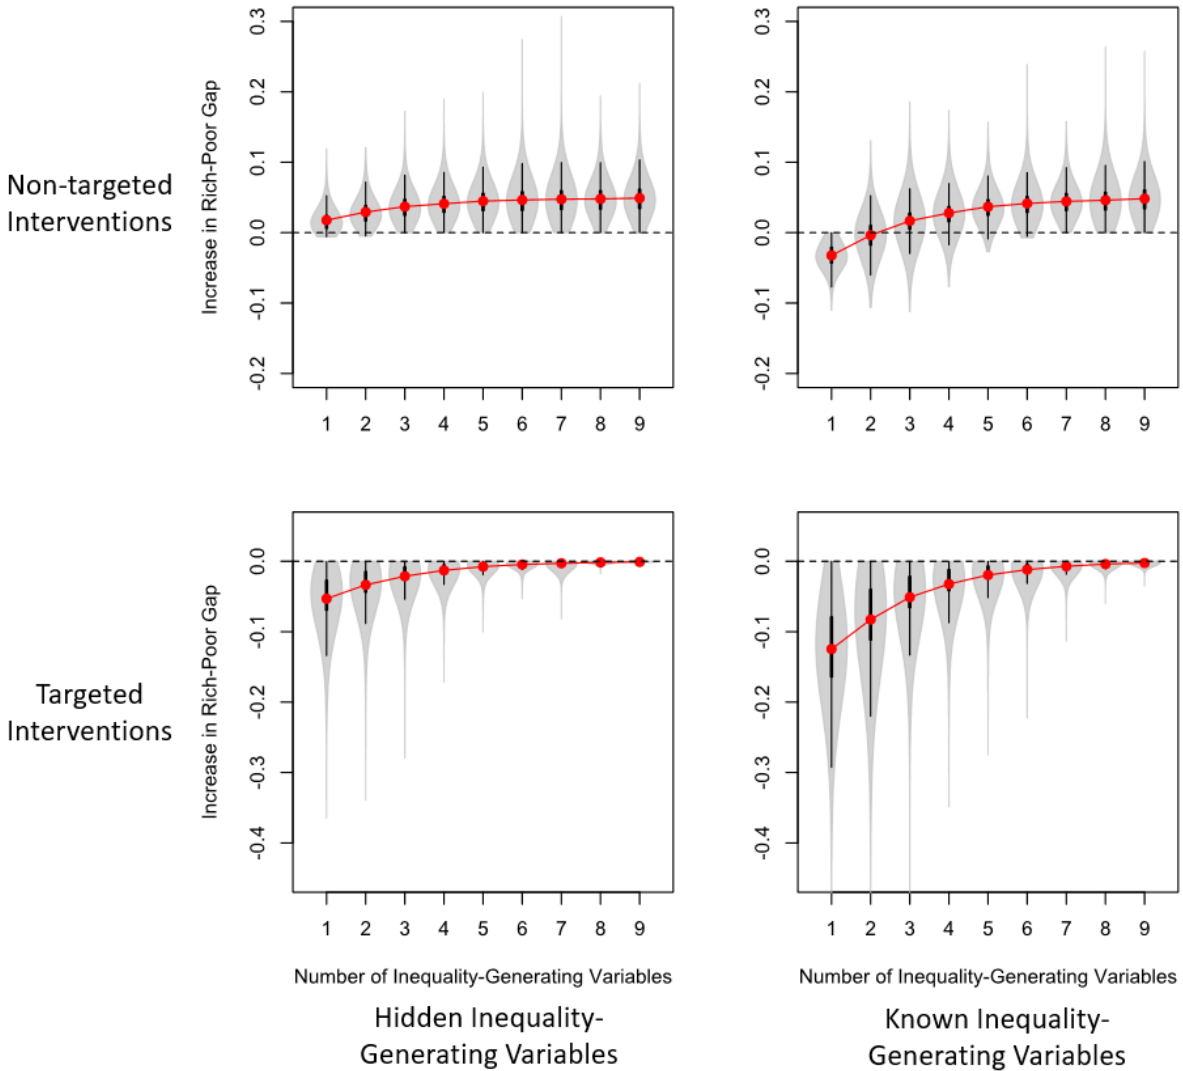 Non-targeted
Interventions
Increase in Rich-Poor Gap
0.3
0.2
0.1
0.0
-0.1
-0.2
1 2 3 4 5 6 7 8 9
0.3
0.2
0.1
0.0
-0.1
-0.2
1 2 3 4 5 6 7 8 9
Targeted
Interventions
Increase in Rich-Poor Gap
0.0
-0.1
-0.2
-0.3
-0.4
1 2 3 4 5 6 7 8 9
Number of Inequality-Generating Variables
Hidden Inequality-
Generating Variables
0.0
-0.1
-0.2
-0.3
-0.4
1 2 3 4 5 6 7 8 9
Number of Inequality-Generating Variables
Known Inequality-
Generating Variables